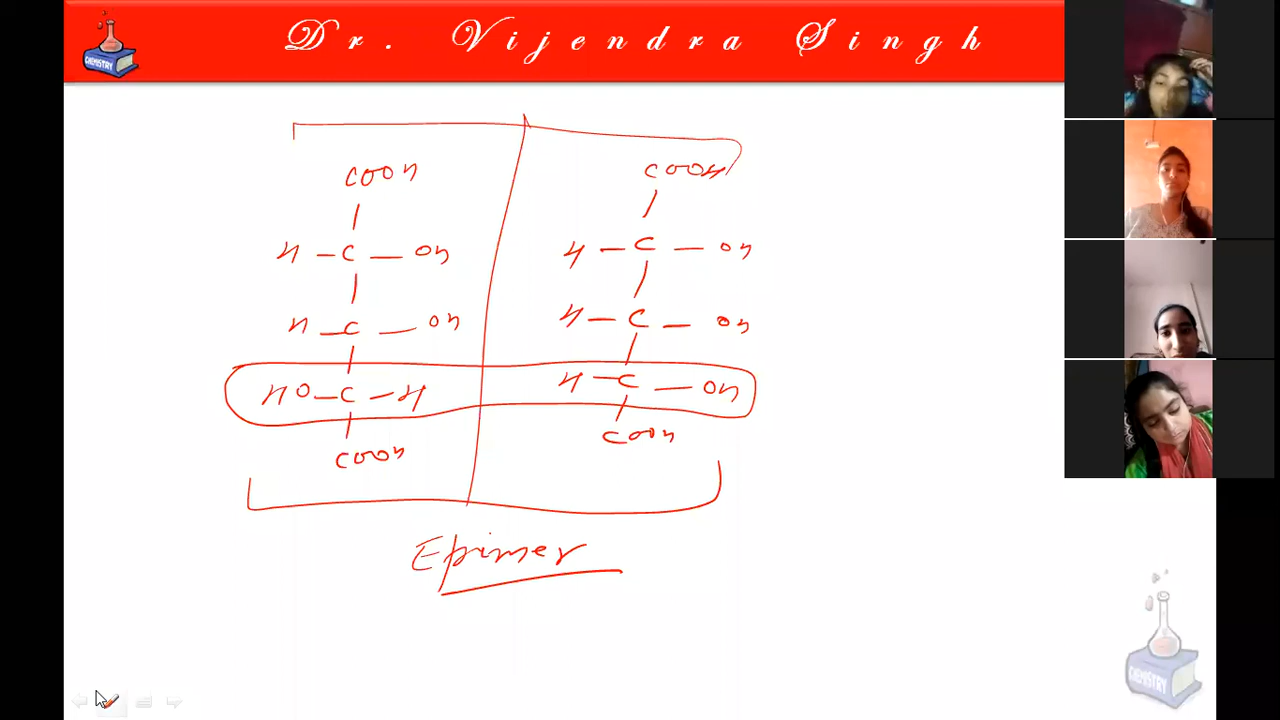 Dr. Vijendra Singh
CHEMISTRY
COOH COOH
H – C – OH H – C – OH
H – C – OH H – C – OH
HO – C – H H – C – OH
COOH COOH
Epimer
CHEMISTRY